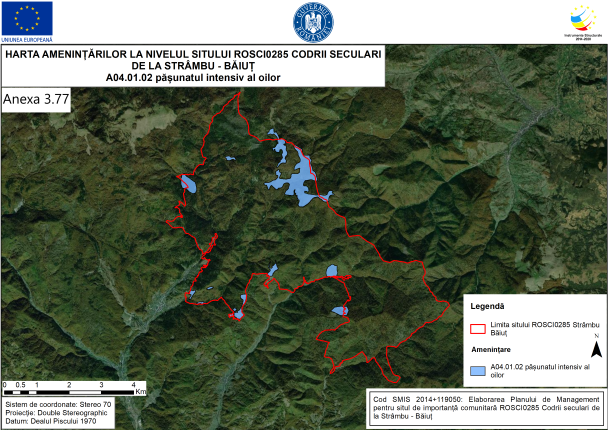 UNIUNEA EUROPEANĂ
GUVERNUL ROMÂNIEI
Instrumente Structurale
2014-2020
HARTA AMENINȚĂRILOR LA NIVELUL SITULUI ROSCI0285 CODRII SECULARI
DE LA STRÂMBU - BĂIUȚ
A04.01.02 pășunatul intensiv al oilor
Anexa 3.77
Legendă
Limita sitului ROSCI0285 Strâmbu
Băiuț
Amenințare
A04.01.02 pășunatul intensiv al
oilor
N
0 0.5 1 2 3 4
Km
Sistem de coordonate: Stereo 70
Proiecție: Double Stereographic
Datum: Dealul Piscului 1970
Cod SMIS 2014+119050: Elaborarea Planului de Management
pentru situl de importanță comunitară ROSCI0285 Codrii seculari de
la Strâmbu - Băiuț